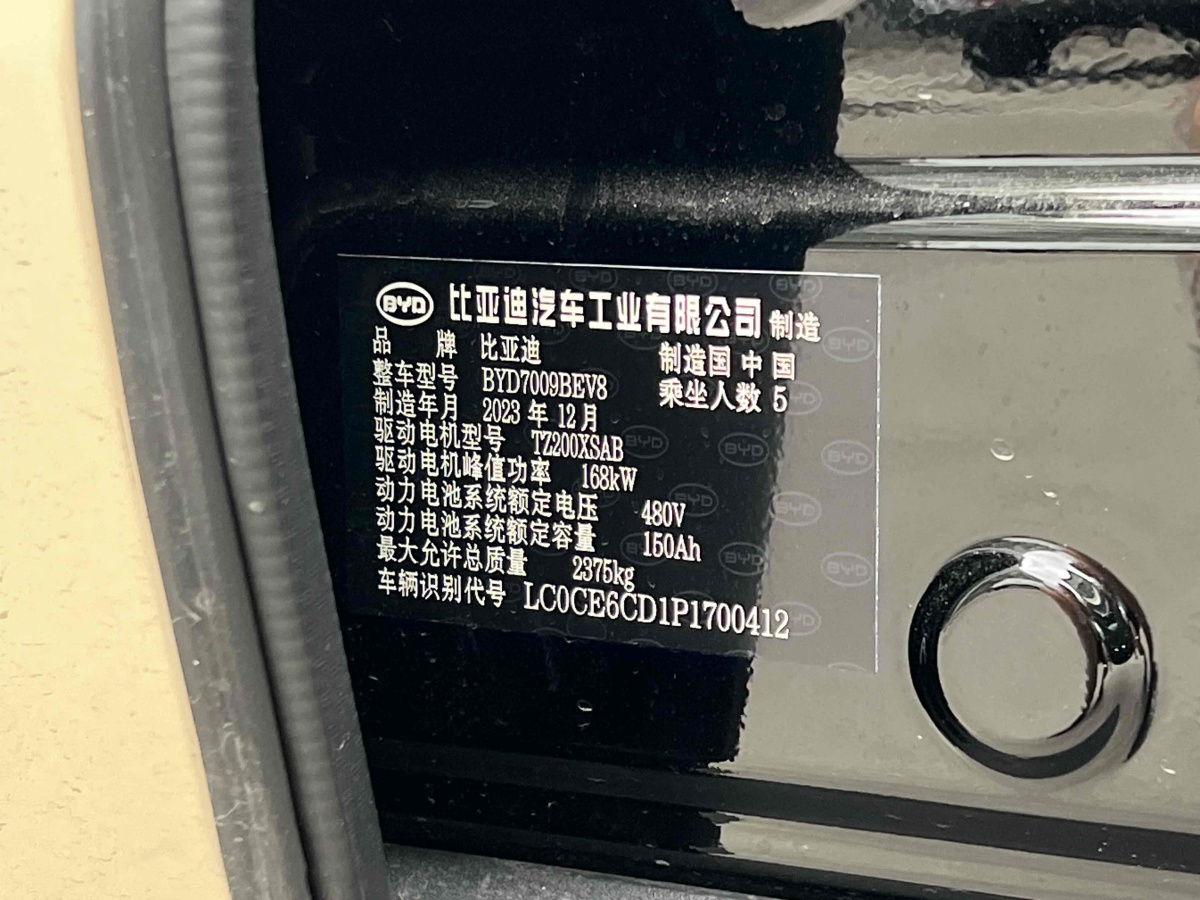 BYD 比亚迪汽车工业有限公司 制造
品 牌 比亚迪 制造国 中国
整车型号 BYD7009BEV8 乘坐人数 5
制造年月 2023 年 12 月
驱动电机型号 TZ200XSAB
驱动电机峰值功率 168kW
动力电池系统额定电压 480V
动力电池系统额定容量 150Ah
最大允许总质量 2375kg
车辆识别代号 LC0CE6CD1P1700412